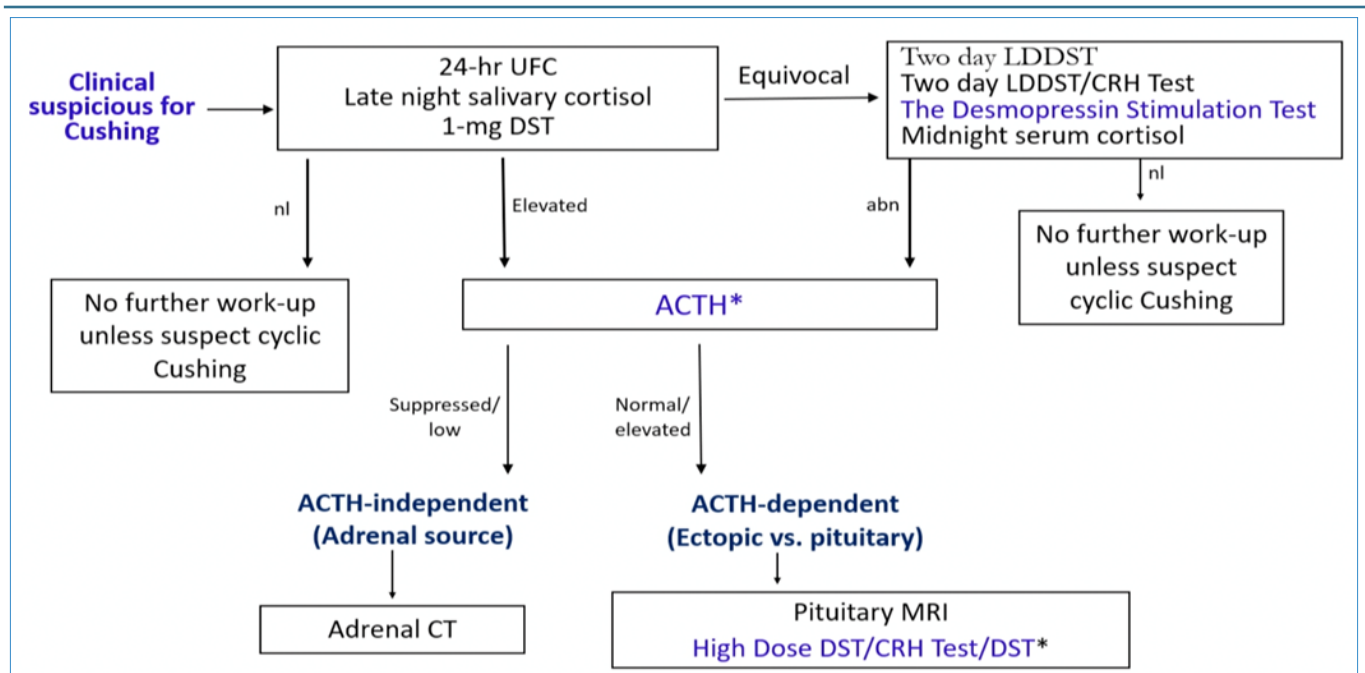 Clinical
suspicious for
Cushing
24-hr UFC
Late night salivary cortisol
1-mg DST
Equivocal
Two day LDDST
Two day LDDST/CRH Test
The Desmopressin Stimulation Test
Midnight serum cortisol
nl
Elevated
abn
nl
No further work-up
unless suspect cyclic
Cushing
ACTH*
No further work-up
unless suspect
cyclic Cushing
Suppressed/
low
Normal/
elevated
ACTH-independent
(Adrenal source)
ACTH-dependent
(Ectopic vs. pituitary)
Adrenal CT
Pituitary MRI
High Dose DST/CRH Test/DST*